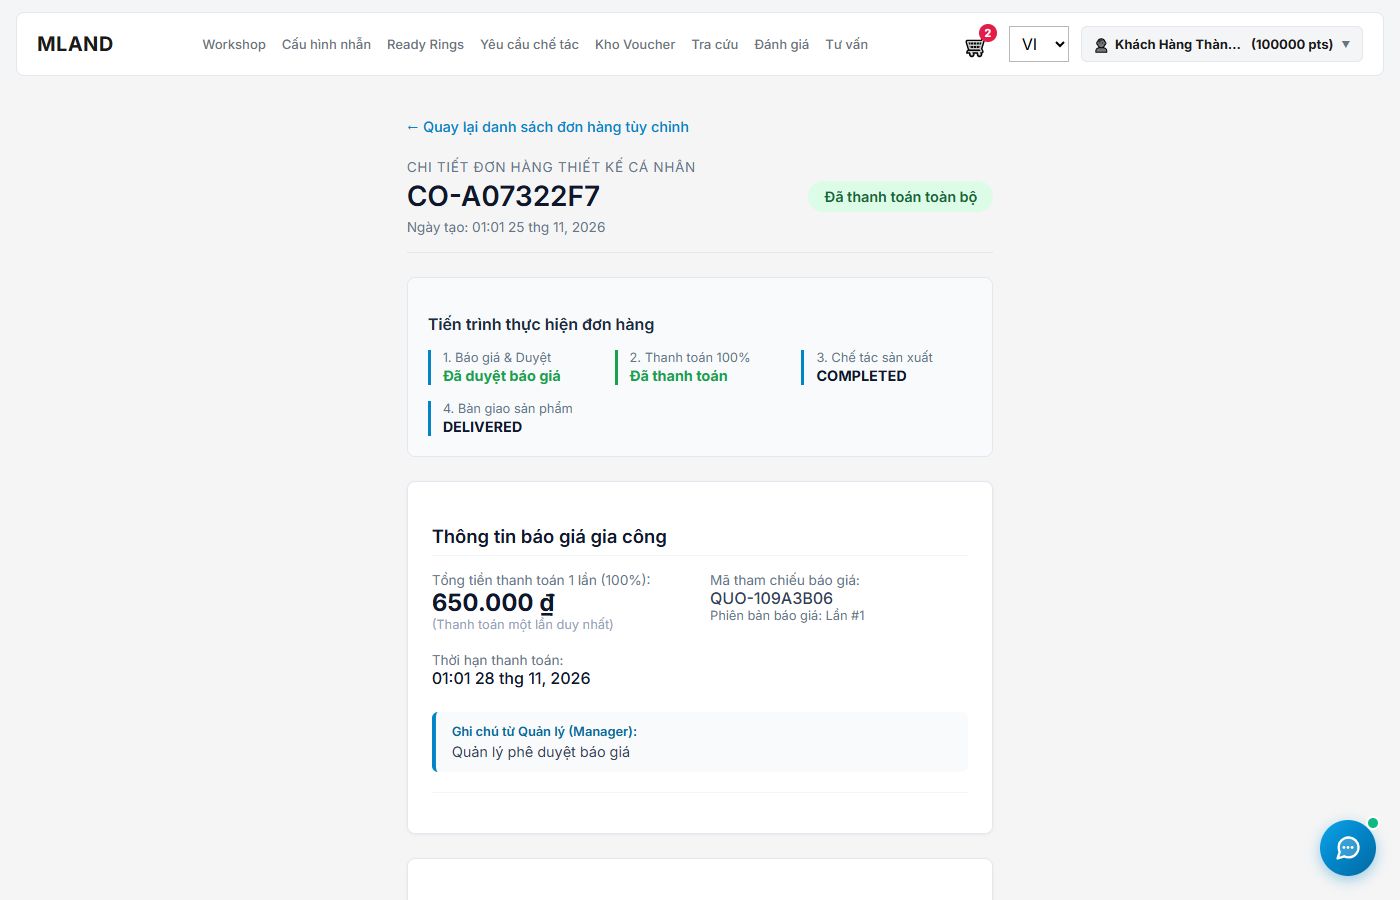 MLAND
Workshop Cấu hình nhẫn Ready Rings Yêu cầu chế tác Kho Voucher Tra cứu Đánh giá Tư vấn
2
VI
Khách Hàng Thàn... (100000 pts) ▼
← Quay lại danh sách đơn hàng tùy chỉnh
CHI TIẾT ĐƠN HÀNG THIẾT KẾ CÁ NHÂN
CO-A07322F7
Đã thanh toán toàn bộ
Ngày tạo: 01:01 25 thg 11, 2026
Tiến trình thực hiện đơn hàng
1. Báo giá & Duyệt
Đã duyệt báo giá
2. Thanh toán 100%
Đã thanh toán
3. Chế tác sản xuất
COMPLETED
4. Bàn giao sản phẩm
DELIVERED
Thông tin báo giá gia công
Tổng tiền thanh toán 1 lần (100%):
650.000 ₫
(Thanh toán một lần duy nhất)
Mã tham chiếu báo giá:
QUO-109A3B06
Phiên bản báo giá: Lần #1
Thời hạn thanh toán:
01:01 28 thg 11, 2026
Ghi chú từ Quản lý (Manager):
Quản lý phê duyệt báo giá